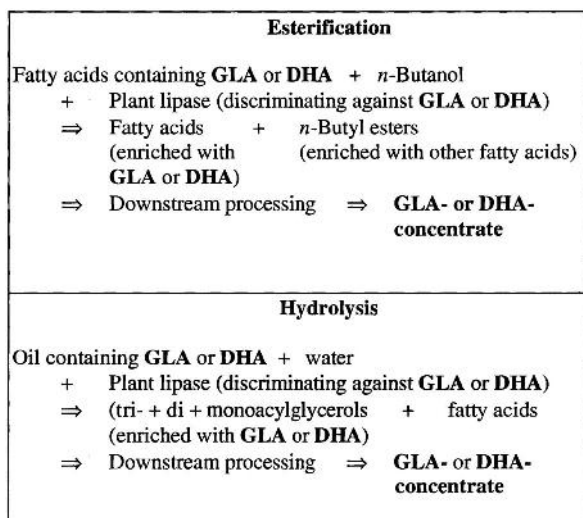 Esterification
Fatty acids containing GLA or DHA + n-Butanol
+ Plant lipase (discriminating against GLA or DHA)
⇒ Fatty acids + n-Butyl esters
(enriched with (enriched with other fatty acids)
GLA or DHA)
⇒ Downstream processing ⇒ GLA- or DHA-
concentrate
Hydrolysis
Oil containing GLA or DHA + water
+ Plant lipase (discriminating against GLA or DHA)
⇒ (tri- + di + monoacylglycerols + fatty acids
(enriched with GLA or DHA)
⇒ Downstream processing ⇒ GLA- or DHA-
concentrate